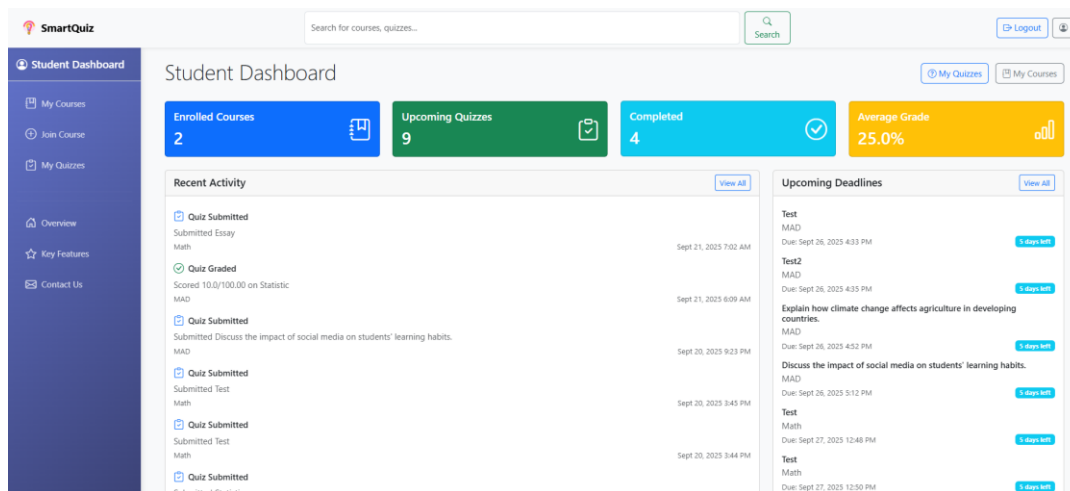 SmartQuiz
Search for courses, quizzes...
Search
Logout
Student Dashboard
My Courses
Join Course
My Quizzes
Overview
Key Features
Contact Us
Student Dashboard
My Quizzes
My Courses
Enrolled Courses
2
Upcoming Quizzes
9
Completed
4
Average Grade
25.0%
Recent Activity
View All
Quiz Submitted
Submitted Essay
Math
Sept 21, 2025 7:02 AM
Quiz Graded
Scored 10.0/100.00 on Statistic
MAD
Sept 21, 2025 6:09 AM
Quiz Submitted
Submitted Discuss the impact of social media on students' learning habits.
MAD
Sept 20, 2025 9:23 PM
Quiz Submitted
Submitted Test
Math
Sept 20, 2025 3:45 PM
Quiz Submitted
Submitted Test
Math
Sept 20, 2025 3:44 PM
Quiz Submitted
Upcoming Deadlines
View All
Test
MAD
Due: Sept 26, 2025 4:33 PM
5 days left
Test2
MAD
Due: Sept 26, 2025 4:35 PM
5 days left
Explain how climate change affects agriculture in developing
countries.
MAD
Due: Sept 26, 2025 4:52 PM
5 days left
Discuss the impact of social media on students' learning habits.
MAD
Due: Sept 26, 2025 5:12 PM
5 days left
Test
Math
Due: Sept 27, 2025 12:48 PM
5 days left
Test
Math
Due: Sept 27, 2025 12:50 PM
5 days left